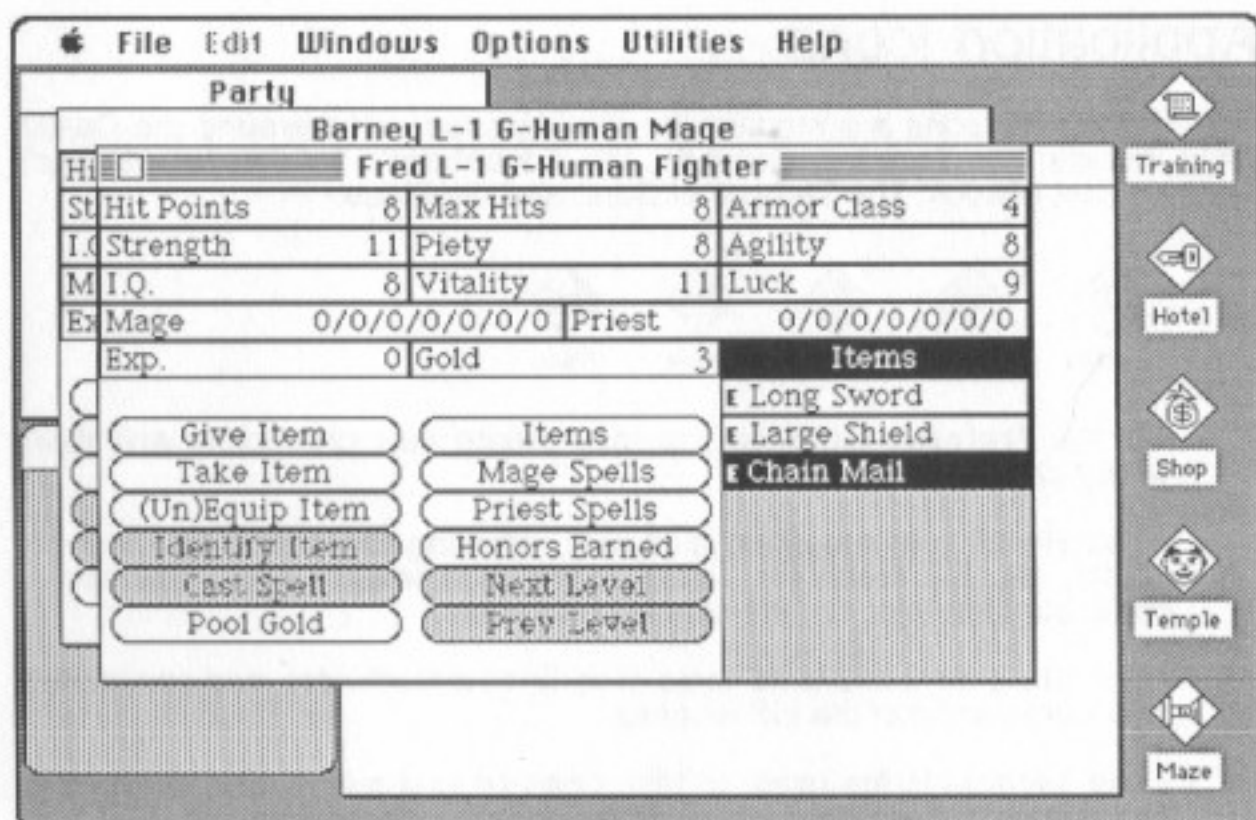 File Edit Windows Options Utilities Help
Party
Barney L-1 G-Human Mage
Fred L-1 G-Human Fighter
Hit Points 8 Max Hits 8 Armor Class 4
Strength 11 Piety 8 Agility 8
I.Q. 8 Vitality 11 Luck 9
Mage 0/0/0/0/0/0/0 Priest 0/0/0/0/0/0/0
Exp. 0 Gold 3 Items
E Long Sword
E Large Shield
E Chain Mail
Give Item Items
Take Item Mage Spells
(Un)Equip Item Priest Spells
Identify Item Honors Earned
Cast Spell Next Level
Pool Gold Prev Level
Training
Hotel
Shop
Temple
Maze